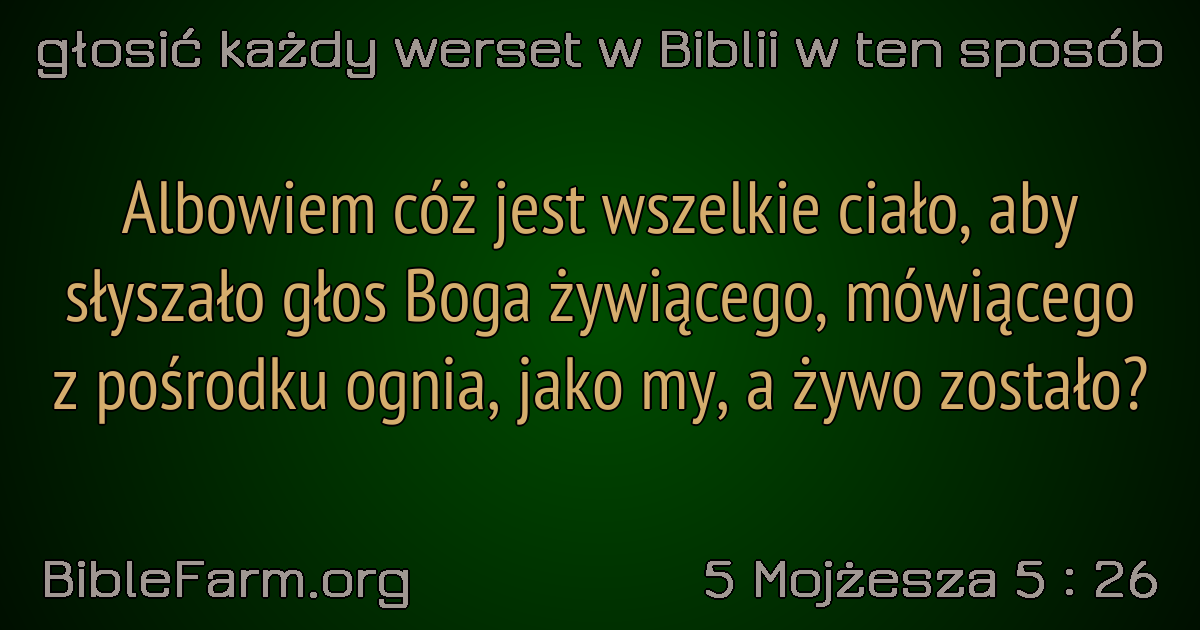 głosić każdy werset w Biblii w ten sposób
Albowiem cóż jest wszelkie ciało, aby
słyszało głos Boga żywiącego, mówiącego
z pośrodku ognia, jako my, a żywo zostało?
BibleFarm.org
5 Mojżesza 5 : 26